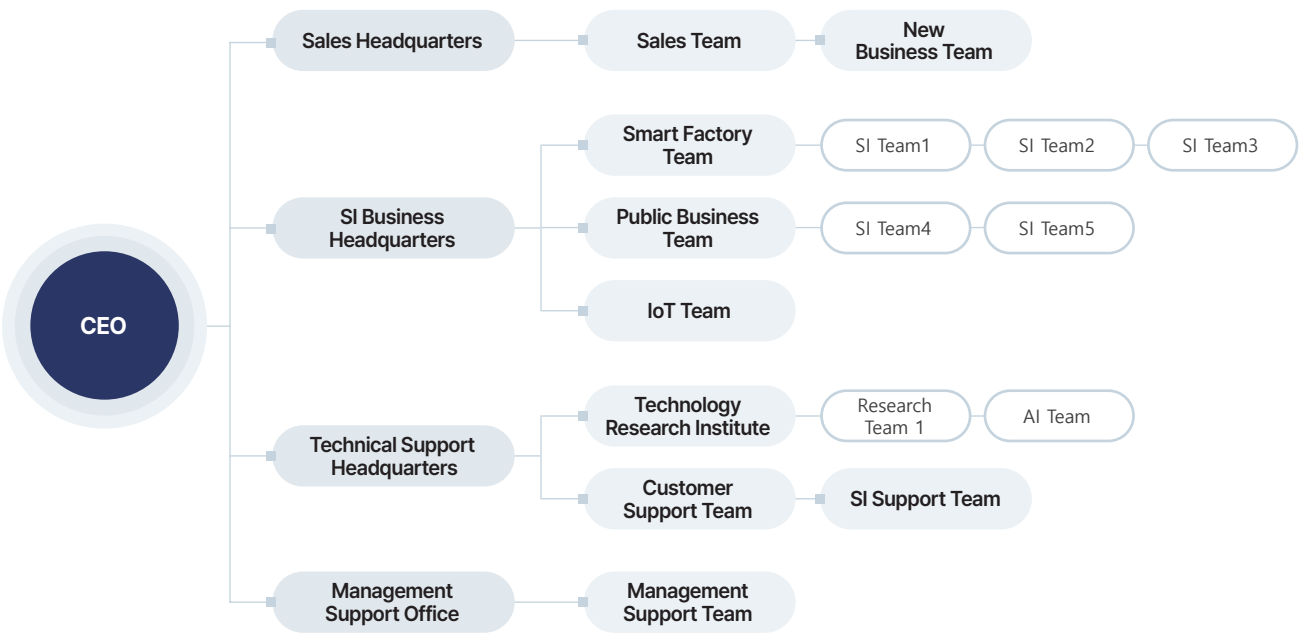 Sales Headquarters
Sales Team
New
Business Team
Smart Factory
Team
SI Team1
SI Team2
SI Team3
SI Business
Headquarters
Public Business
Team
SI Team4
SI Team5
IoT Team
CEO
Technology
Research Institute
Research
Team 1
AI Team
Technical Support
Headquarters
Customer
Support Team
SI Support Team
Management
Support Office
Management
Support Team